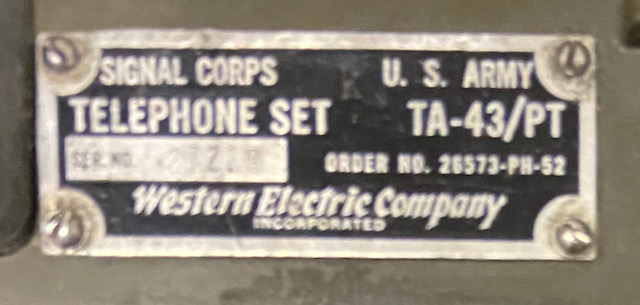 SIGNAL CORPS U. S. ARMY
TELEPHONE SET TA-43/PT
SER. NO. ORDER NO. 26573-PH-52
Western Electric Company
INCORPORATED